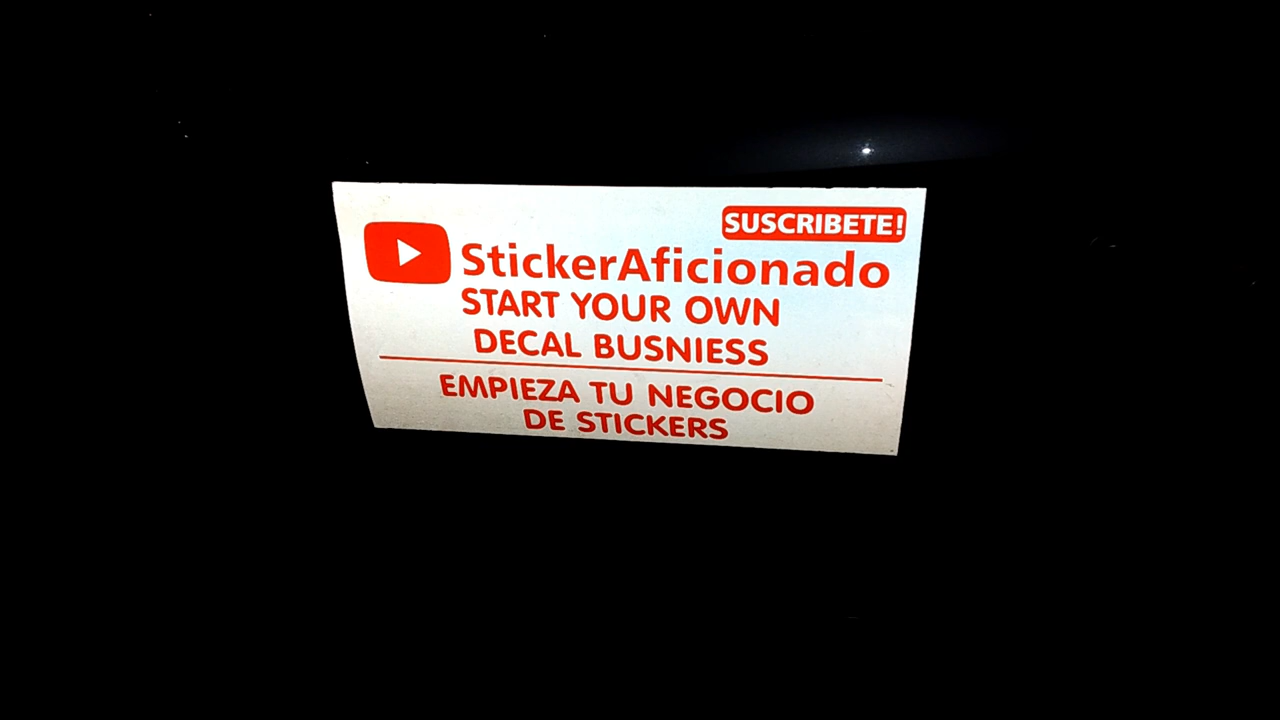 SUSCRIBETE!
StickerAficionado
START YOUR OWN
DECAL BUSNIESS
EMPIEZA TU NEGOCIO
DE STICKERS